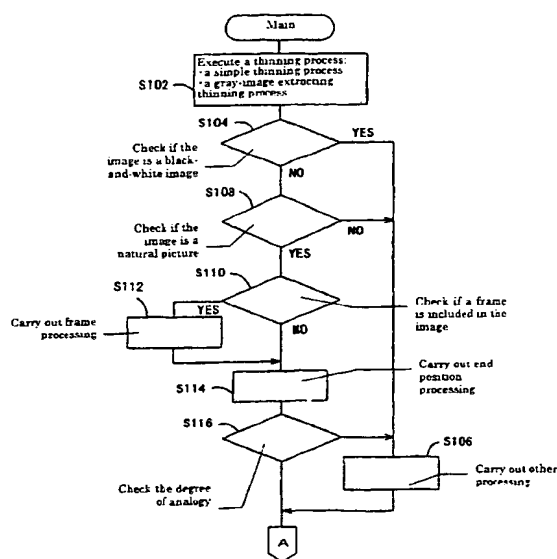 Main
Execute a thinning process:
· a simple thinning process
· a gray-image extracting
thinning process
S102
S104
YES
Check if the
image is a black-
and-white image
NO
S108
Check if the
image is a
natural picture
NO
YES
S110
S112
YES
Check if a frame
is included in the
image
Carry out frame
processing
NO
Carry out end
position
processing
S114
S116
S106
Check the degree
of analogy
Carry out other
processing
A